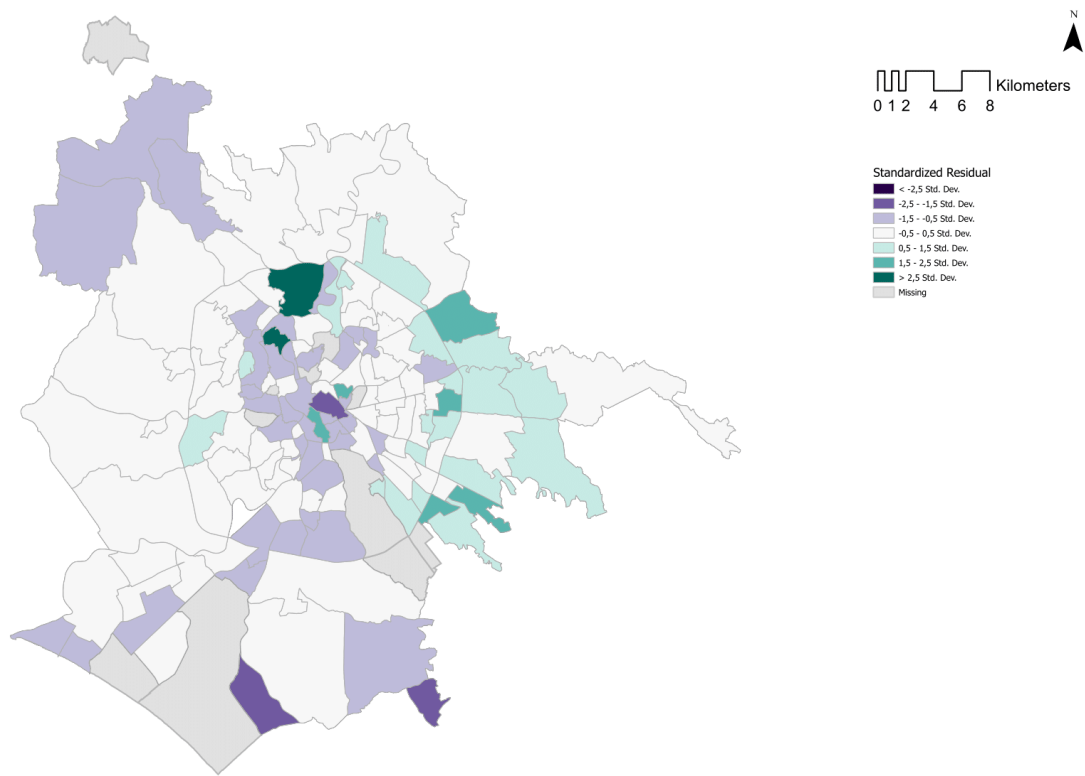 N
Kilometers
0 1 2 4 6 8
Standardized Residual
< -2,5 Std. Dev.
-2,5 - -1,5 Std. Dev.
-1,5 - -0,5 Std. Dev.
-0,5 - 0,5 Std. Dev.
0,5 - 1,5 Std. Dev.
1,5 - 2,5 Std. Dev.
> 2,5 Std. Dev.
Missing